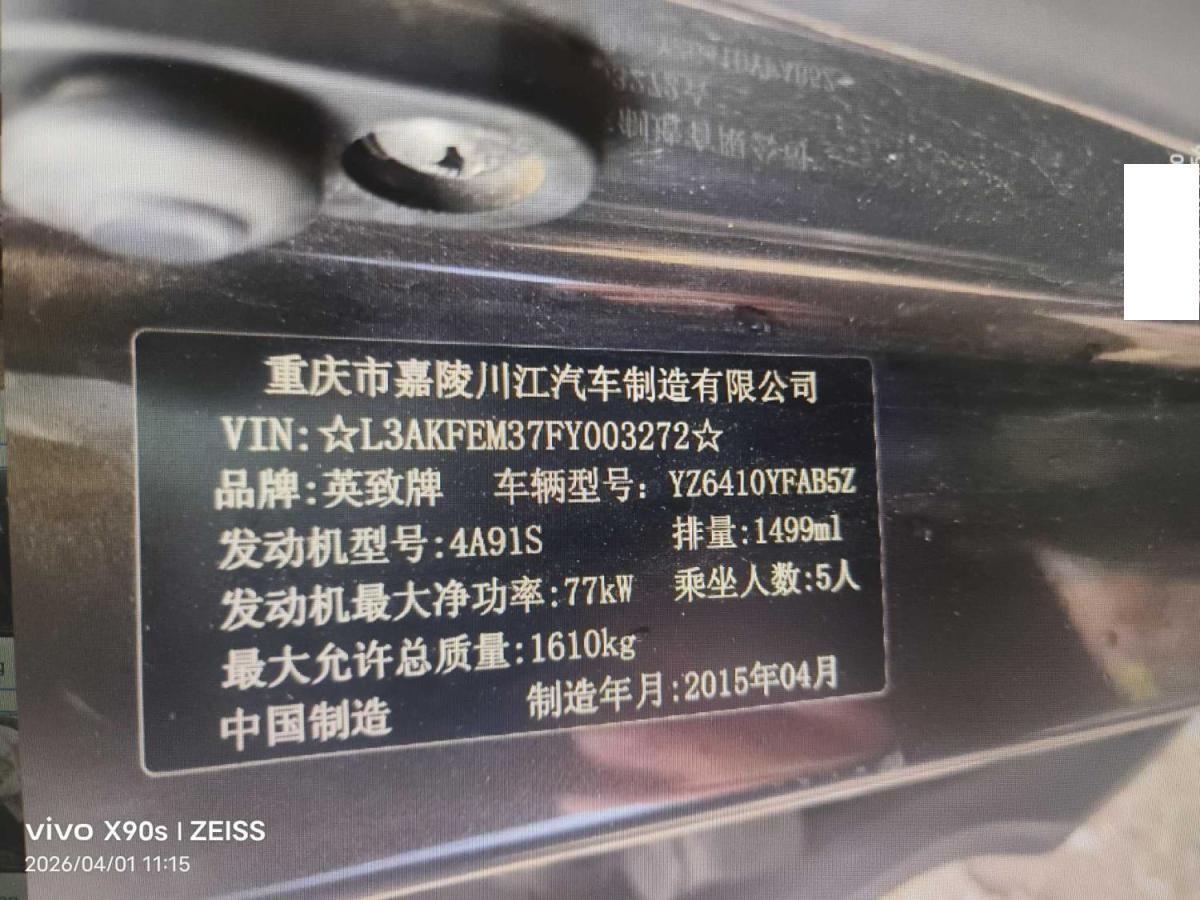 重庆市嘉陵川江汽车制造有限公司
VIN:☆L3AKFEM37FY003272☆
品牌:英致牌 车辆型号: YZ6410YFAB5Z
发动机型号:4A91S 排量:1499ml
发动机最大净功率:77kW 乘坐人数:5人
最大允许总质量:1610kg
中国制造 制造年月:2015年04月
vivo X90s | ZEISS
2026/04/01 11:15